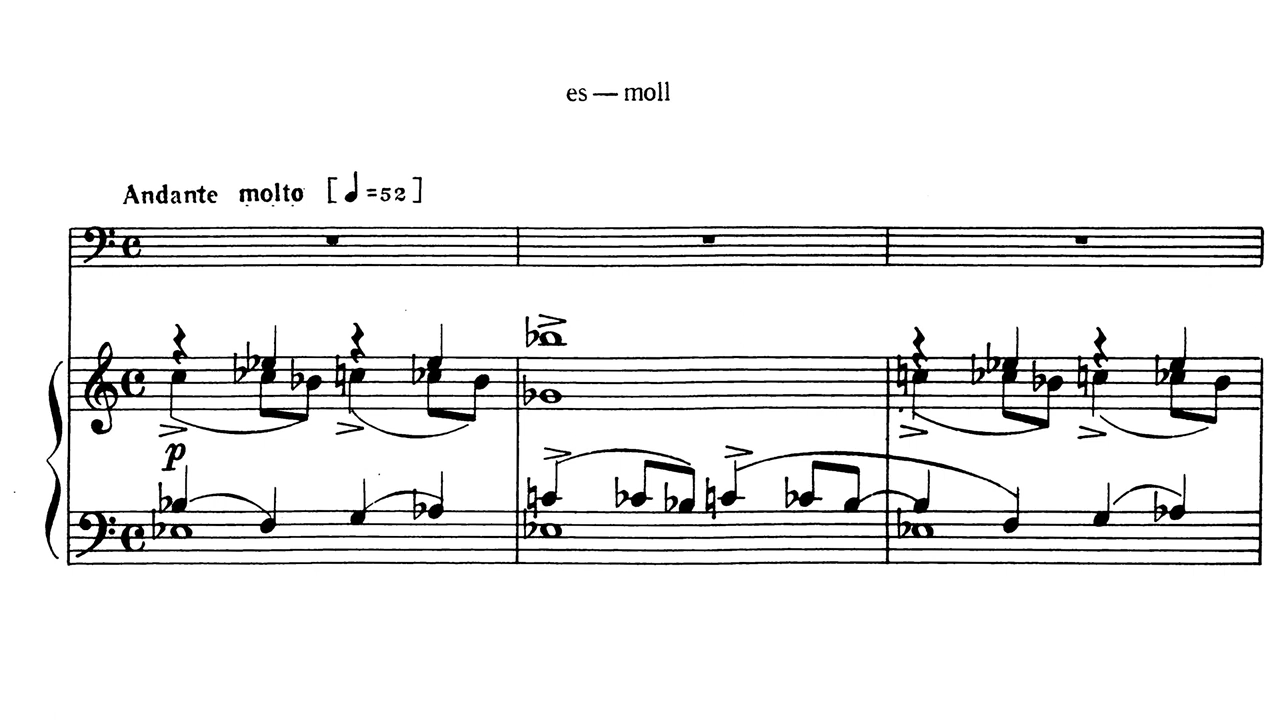 es — moll
Andante molto [♩=52]
p